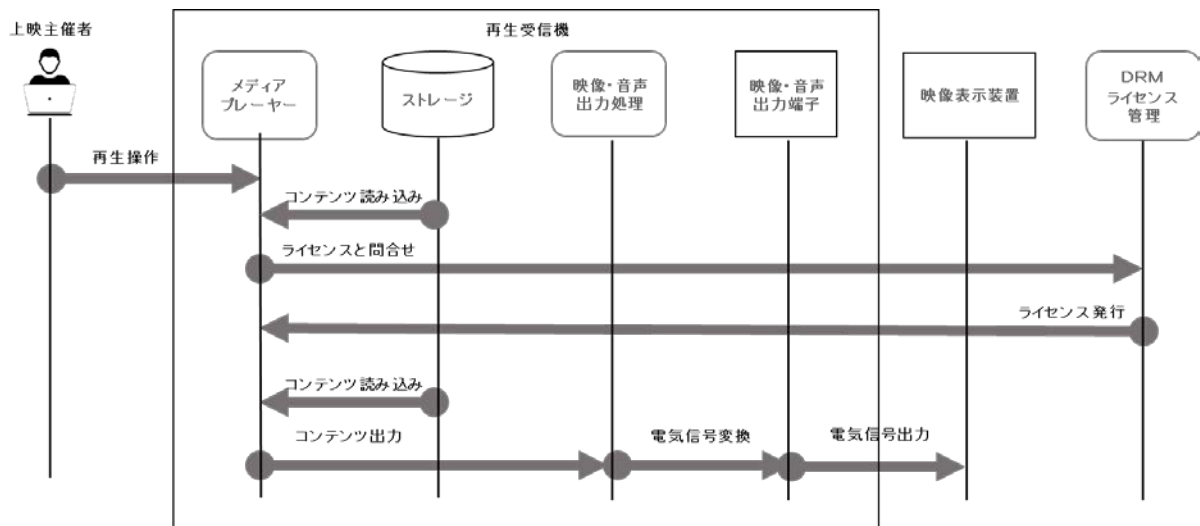 上映主催者
再生受信機
メディア
プレーヤー
ストレージ
映像・音声
出力処理
映像・音声
出力端子
映像表示装置
DRM
ライセンス
管理
再生操作
コンテンツ読み込み
ライセンスと問合せ
ライセンス発行
コンテンツ読み込み
コンテンツ出力
電気信号変換
電気信号出力